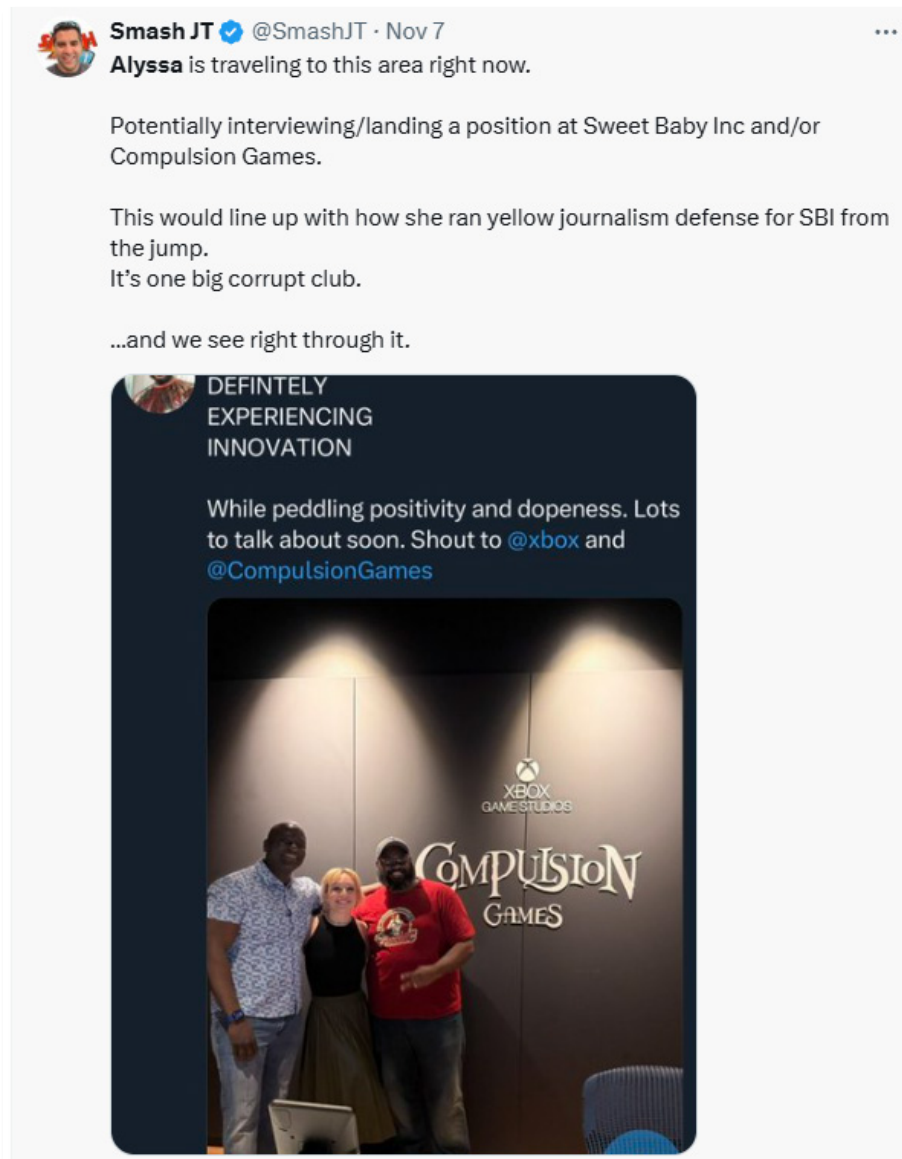 Smash JT @SmashJT · Nov 7
Alyssa is traveling to this area right now.
Potentially interviewing/landing a position at Sweet Baby Inc and/or
Compulsion Games.
This would line up with how she ran yellow journalism defense for SBI from
the jump.
It's one big corrupt club.
...and we see right through it.
DEFINTELY
EXPERIENCING
INNOVATION
While peddling positivity and dopeness. Lots
to talk about soon. Shout to @xbox and
@CompulsionGames
XBOX
GAME STUDIOS
COMPULSION
GAMES